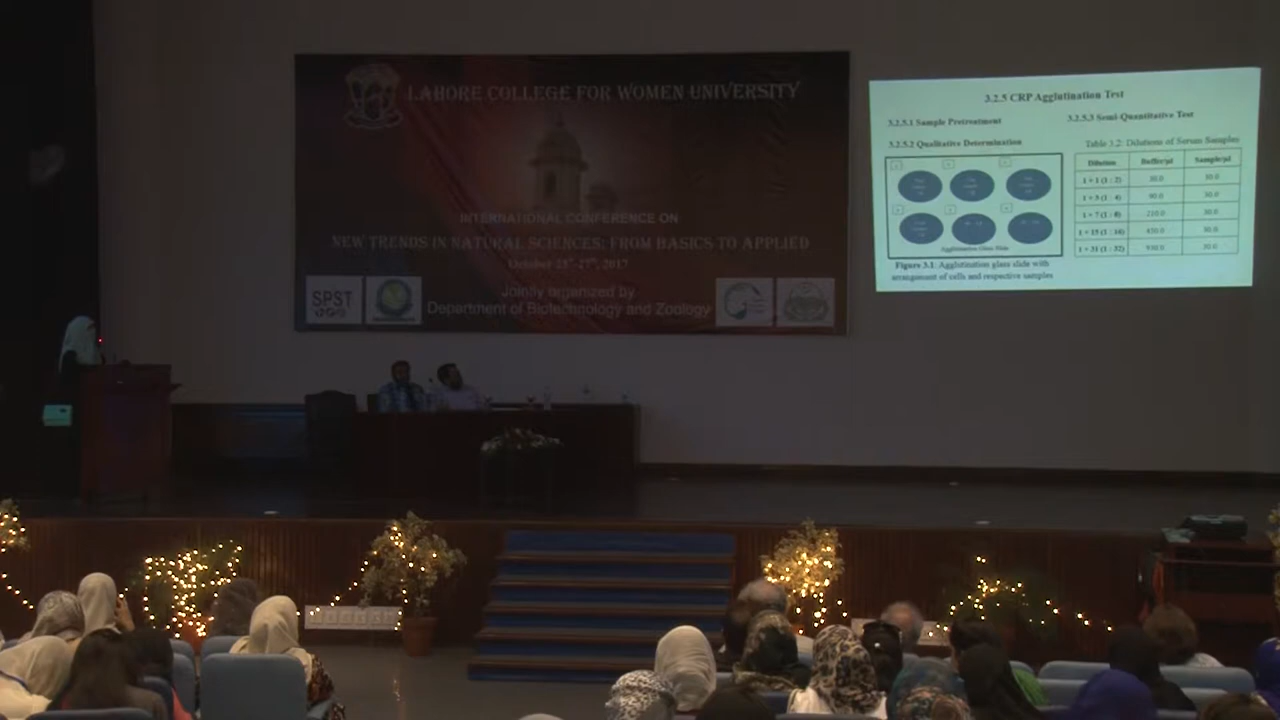 LAHORE COLLEGE FOR WOMEN UNIVERSITY
INTERNATIONAL CONFERENCE ON
NEW TRENDS IN NATURAL SCIENCES: FROM BASICS TO APPLIED
2017
Jointly organized by
Department of Biotechnology and Zoology
SPST
3.2.5 CRP Agglutination Test
3.2.5.1 Sample Pretreatment
3.2.5.2 Qualitative Determination
Agglutination Glass Slide
Figure 3.1: Agglutination glass slide with
arrangement of cells and respective samples
3.2.5.3 Semi-Quantitative Test
Table 3.2: Dilutions of Serum Samples
Dilution Buffer/µl Sample/µl
1 + 1 (1 : 2) 30.0 30.0
1 + 3 (1 : 4) 90.0 30.0
1 + 7 (1 : 8) 210.0 30.0
1 + 15 (1 : 16) 450.0 30.0
1 + 31 (1 : 32) 930.0 30.0